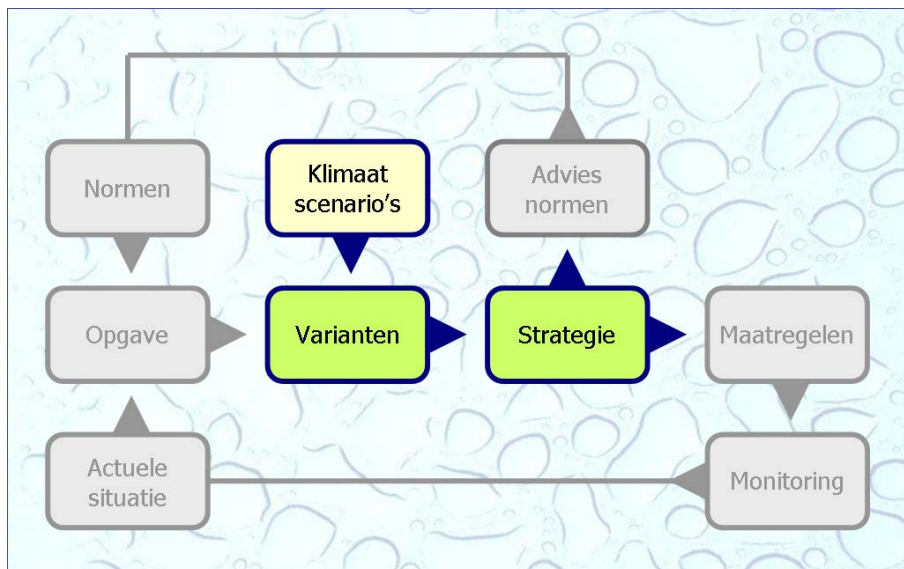 Normen
Klimaat
scenario's
Advies
normen
Opgave
Varianten
Strategie
Maatregelen
Actuele
situatie
Monitoring